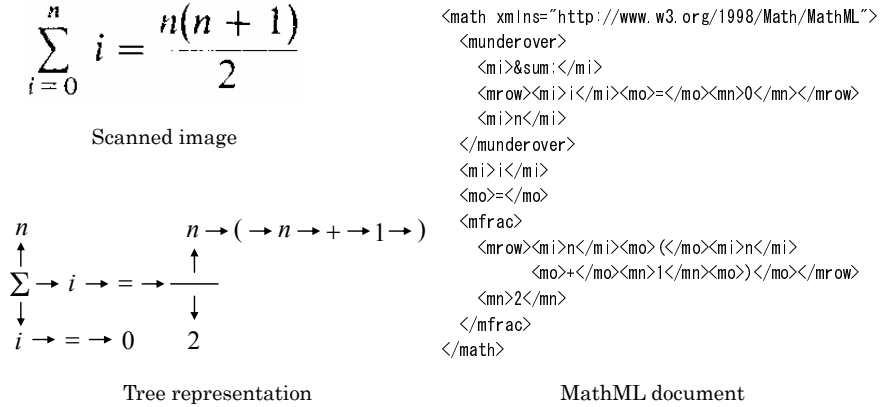 n
∑ i = n(n + 1)
i = 0 2
Scanned image
n
n → ( → n → + → 1 → )
∑ → i → = →
i → = → 0 2
Tree representation
<math xmlns="http://www.w3.org/1998/Math/MathML">
<munderover>
<mi>&sum;</mi>
<mrow><mi>i</mi><mo>=</mo><mn>0</mn></mrow>
<mi>n</mi>
</munderover>
<mi>i</mi>
<mo>=</mo>
<mfrac>
<mrow><mi>n</mi><mo>(</mo><mi>n</mi>
<mo>+</mo><mn>1</mn><mo>)</mo></mrow>
<mn>2</mn>
</mfrac>
</math>
MathML document